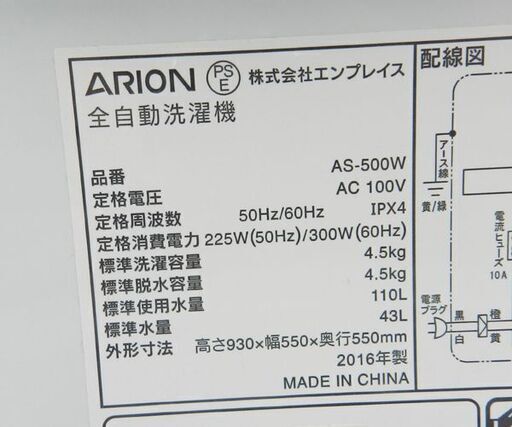 ARION PS E 株式会社エンプレイス
全自動洗濯機
品番 AS-500W
定格電圧 AC 100V
定格周波数 50Hz/60Hz IPX4
定格消費電力 225W(50Hz)/300W(60Hz)
標準洗濯容量 4.5kg
標準脱水容量 4.5kg
標準使用水量 110L
標準水量 43L
外形寸法 高さ930×幅550×奥行550mm
2016年製
MADE IN CHINA
配線図
アース線
黄/緑
電流ヒューズ
10A
電源
プラグ
黒 橙
白 黄